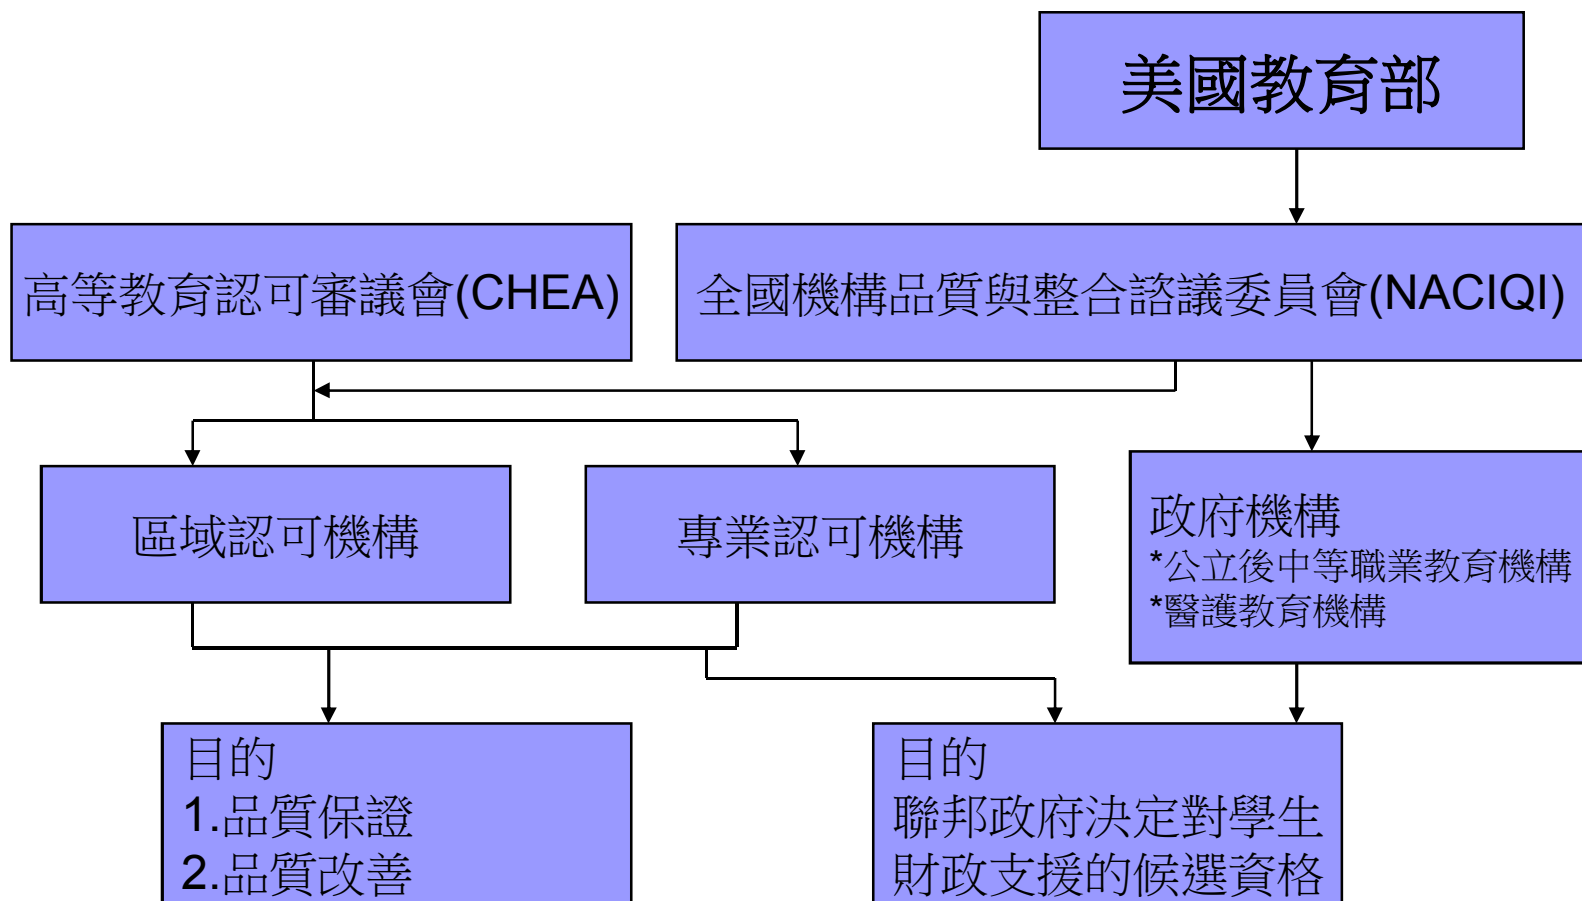 美國教育部
高等教育認可審議會(CHEA)
全國機構品質與整合諮議委員會(NACIQI)
區域認可機構
專業認可機構
政府機構
*公立後中等職業教育機構
*醫護教育機構
目的
1.品質保證
2.品質改善
目的
聯邦政府決定對學生
財政支援的候選資格